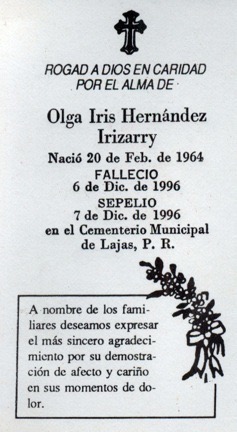 ROGAD A DIOS EN CARIDAD
POR EL ALMA DE
Olga Iris Hernández
Irizarry
Nació 20 de Feb. de 1964
FALLECIO
6 de Dic. de 1996
SEPELIO
7 de Dic. de 1996
en el Cementerio Municipal
de Lajas, P. R.
A nombre de los fami-
liares deseamos expresar
el más sincero agradeci-
miento por su demostra-
ción de afecto y cariño
en sus momentos de do-
lor.